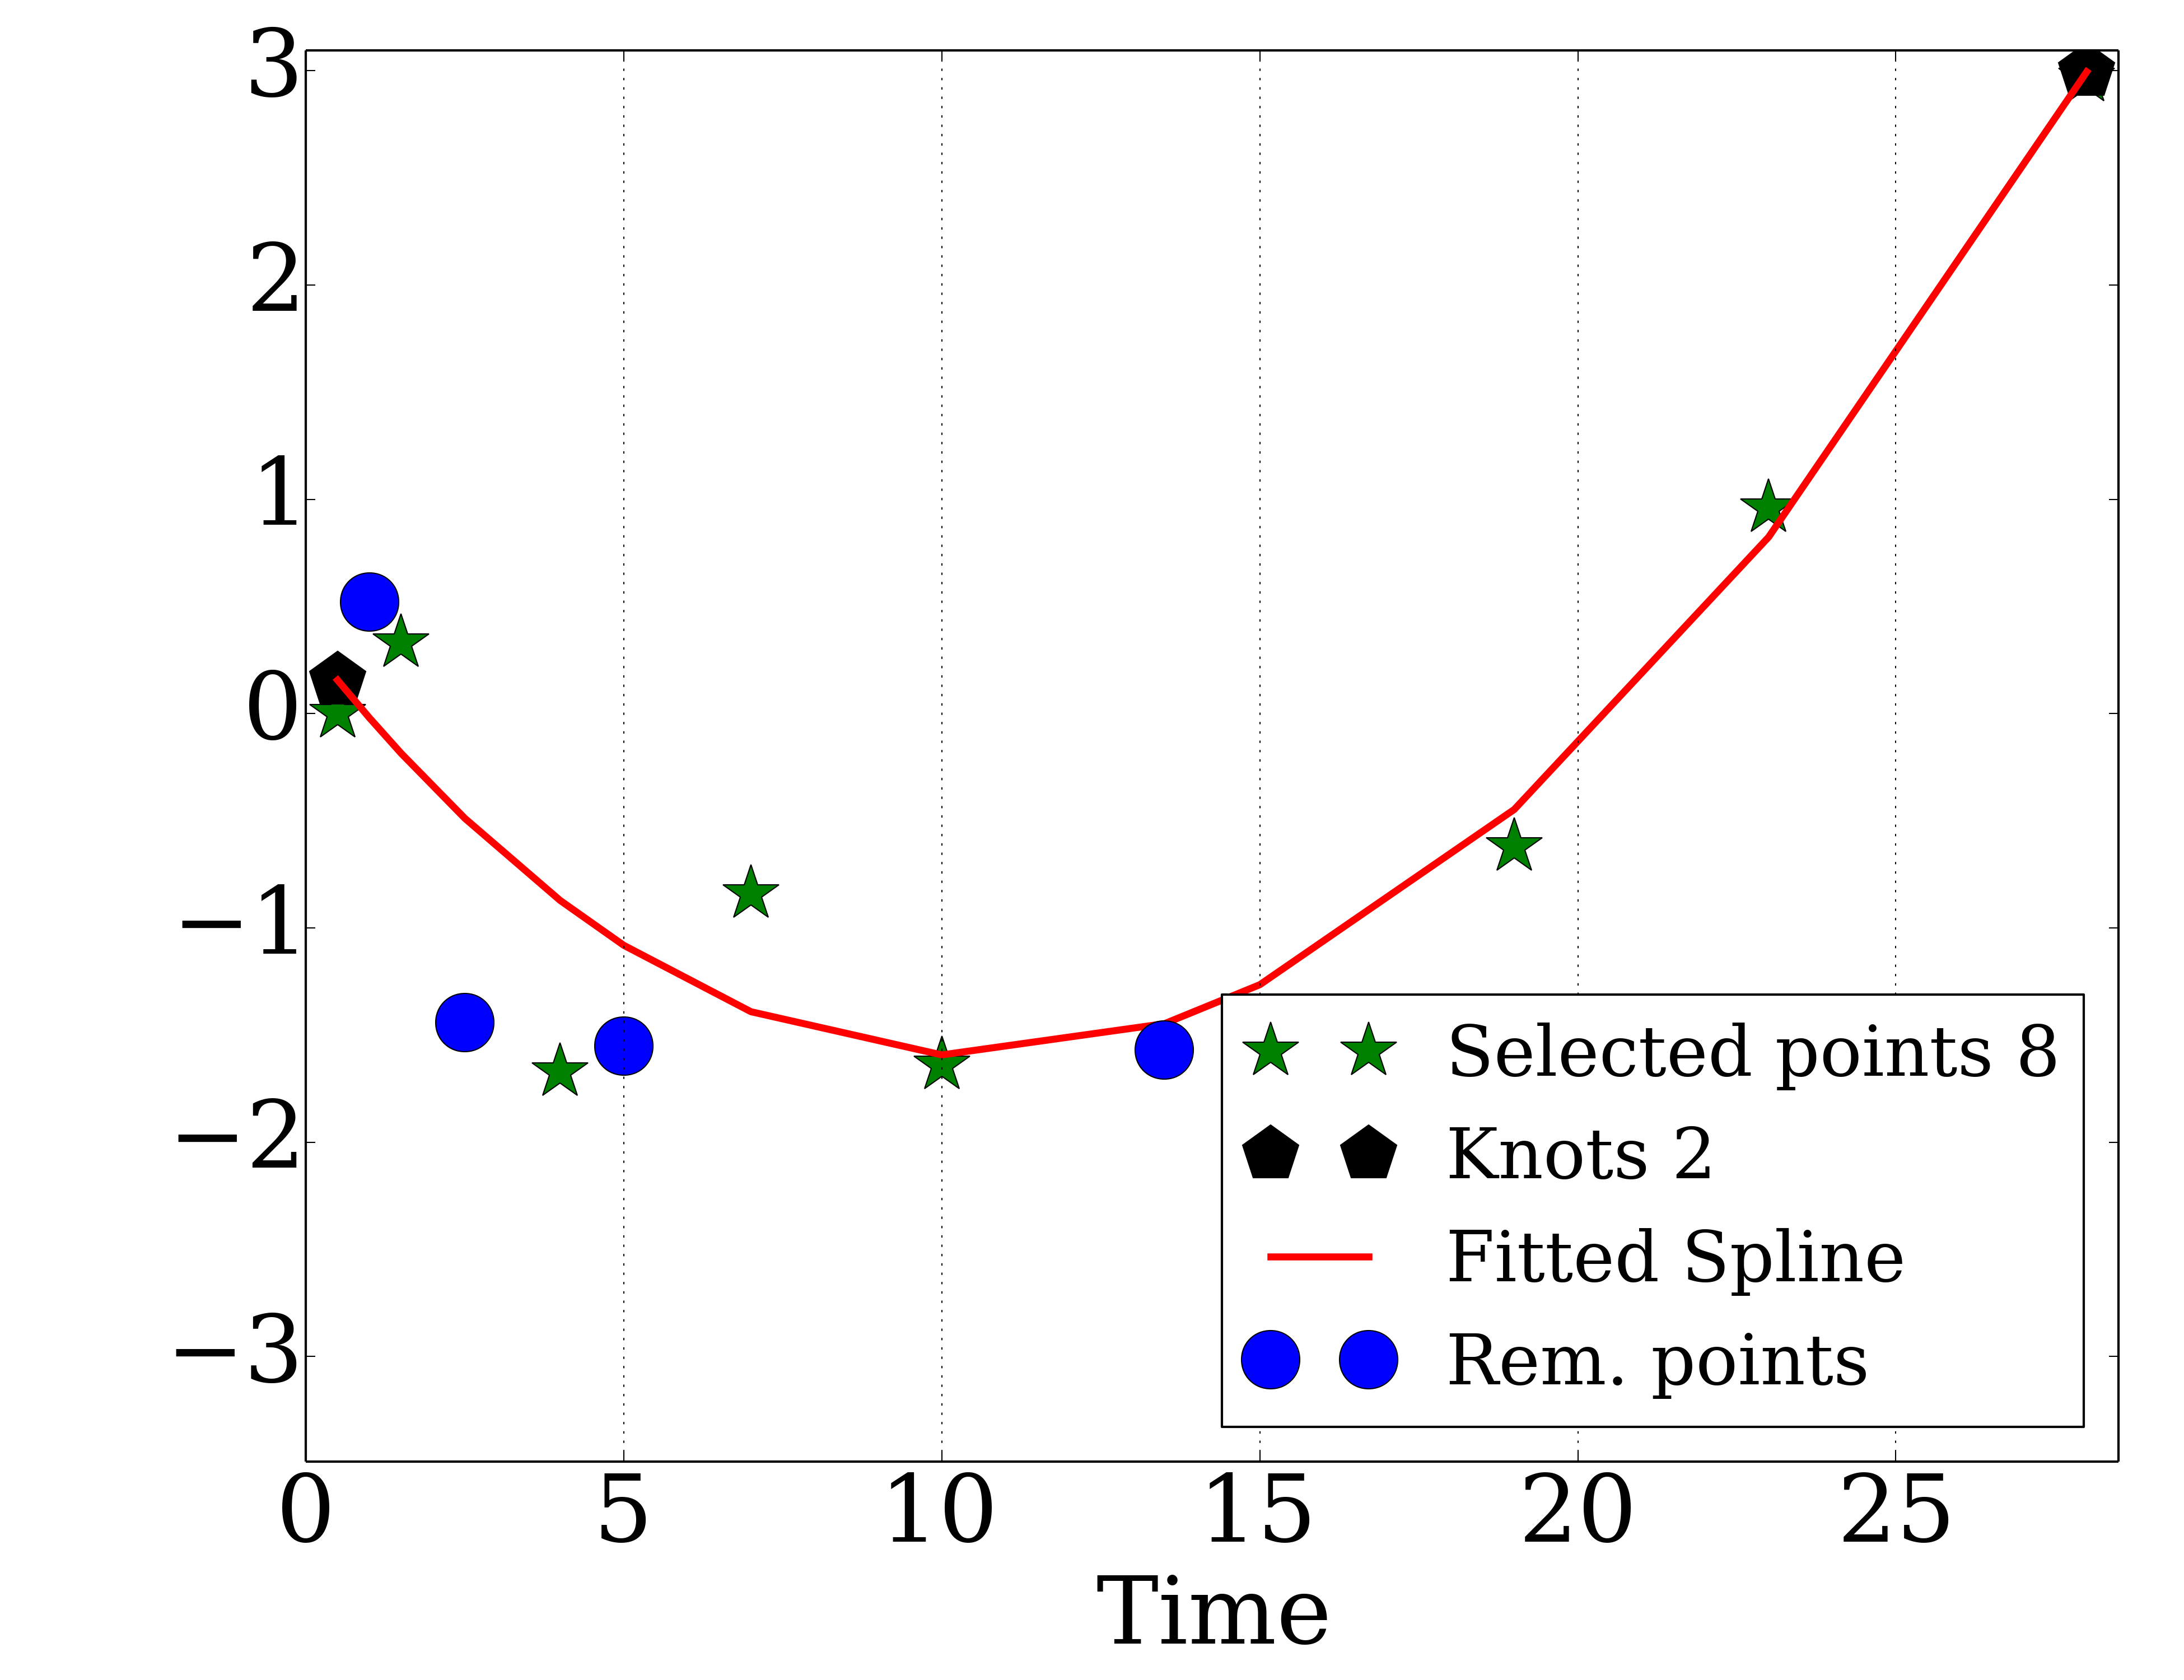 3
2
1
0
−1
−2
−3
Selected points 8
Knots 2
Fitted Spline
Rem. points
0 5 10 15 20 25
Time